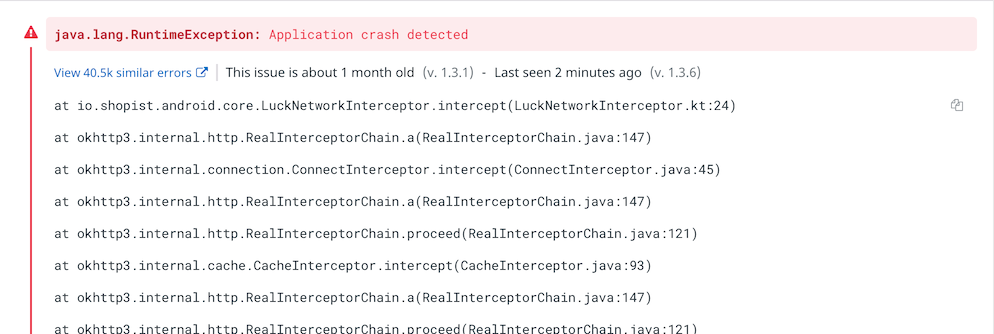 java.lang.RuntimeException: Application crash detected
View 40.5k similar errors | This issue is about 1 month old (v. 1.3.1) - Last seen 2 minutes ago (v. 1.3.6)
at io.shopist.android.core.LuckNetworkInterceptor.intercept(LuckNetworkInterceptor.kt:24)
at okhttp3.internal.http.RealInterceptorChain.a(RealInterceptorChain.java:147)
at okhttp3.internal.connection.ConnectInterceptor.intercept(ConnectInterceptor.java:45)
at okhttp3.internal.http.RealInterceptorChain.a(RealInterceptorChain.java:147)
at okhttp3.internal.http.RealInterceptorChain.proceed(RealInterceptorChain.java:121)
at okhttp3.internal.cache.CacheInterceptor.intercept(CacheInterceptor.java:93)
at okhttp3.internal.http.RealInterceptorChain.a(RealInterceptorChain.java:147)
at okhttp3.internal.http.RealInterceptorChain.proceed(RealInterceptorChain.java:121)